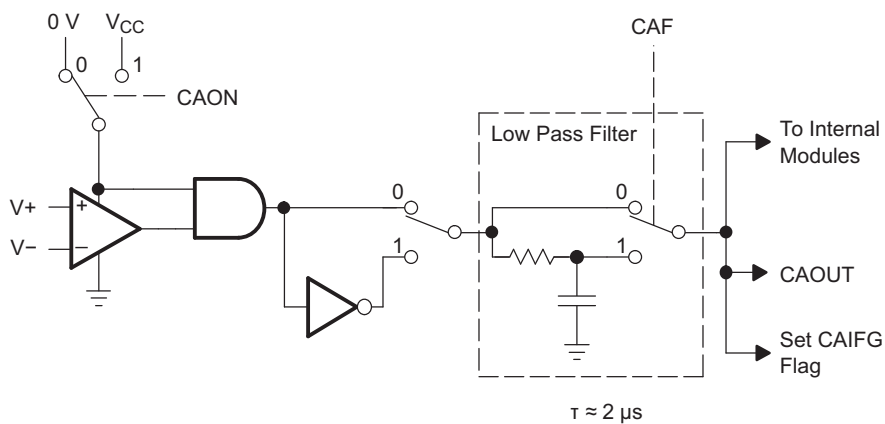 0 V VCC
CAF
0 1
CAON
Low Pass Filter
To Internal
Modules
0 0
V+ +
V− −
1 1
CAOUT
Set CAIFG
Flag
τ ≈ 2 μs